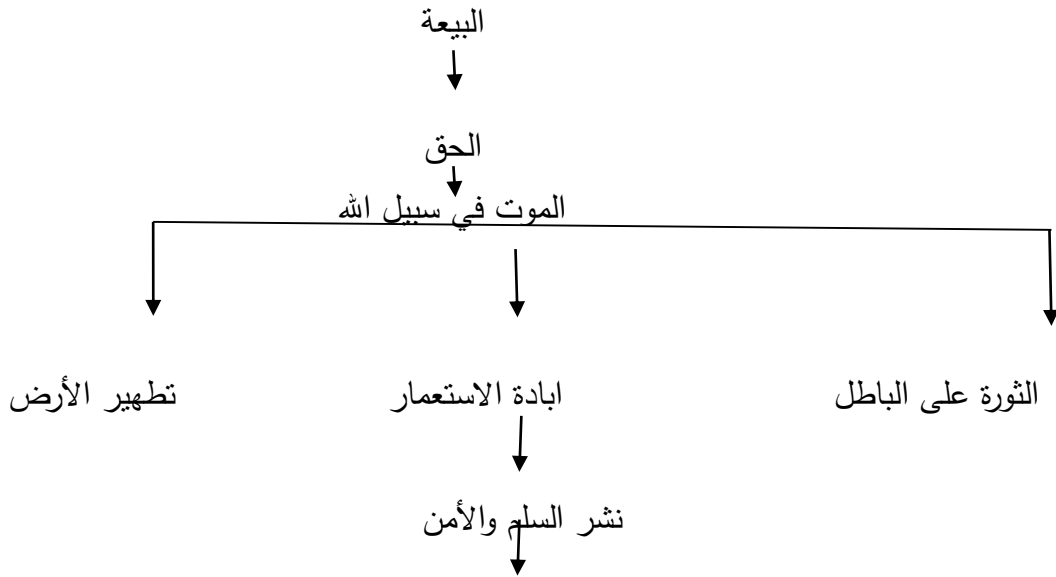 البيعة
الحق
الموت في سبيل الله
الثورة على الباطل
ابادة الاستعمار
تطهير الأرض
نشر السلم والأمن